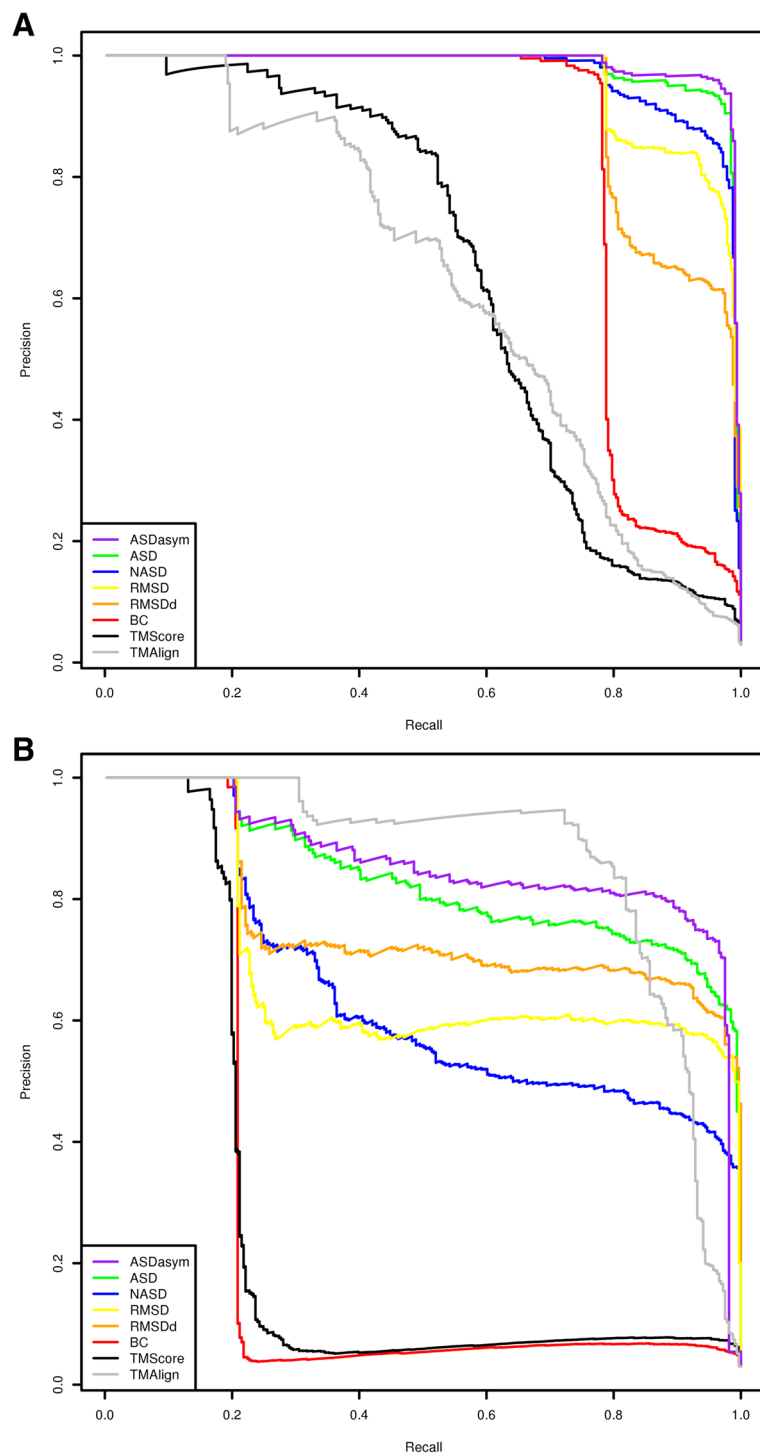 A
1.0
0.8
0.6
0.4
0.2
0.0
Precision
ASDasym
ASD
NASD
RMSD
RMSDd
BC
TMScore
TMAlign
0.0 0.2 0.4 0.6 0.8 1.0
Recall
B
1.0
0.8
0.6
0.4
0.2
0.0
Precision
ASDasym
ASD
NASD
RMSD
RMSDd
BC
TMScore
TMAlign
0.0 0.2 0.4 0.6 0.8 1.0
Recall